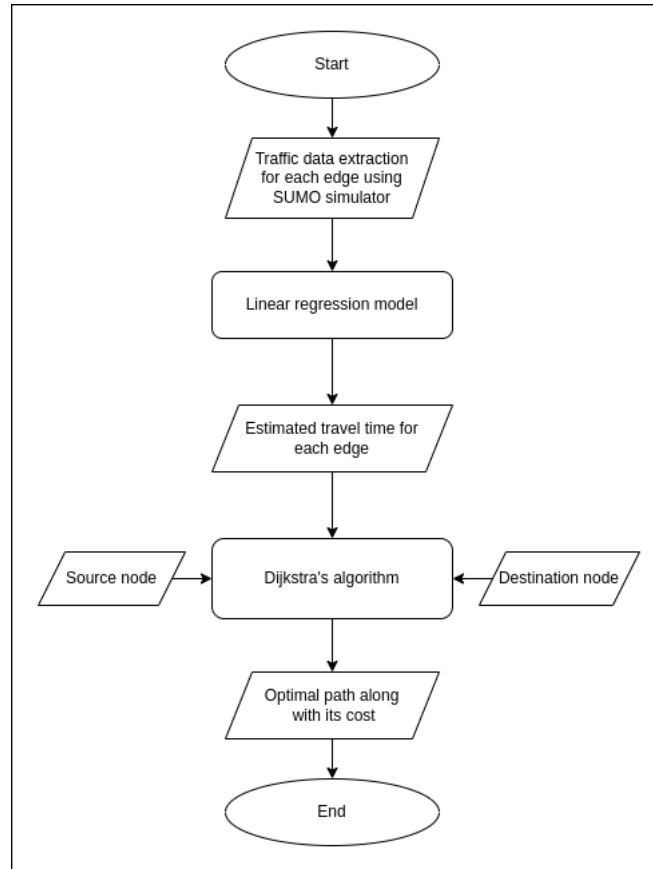 Start
Traffic data extraction
for each edge using
SUMO simulator
Linear regression model
Estimated travel time for
each edge
Source node
Dijkstra's algorithm
Destination node
Optimal path along
with its cost
End